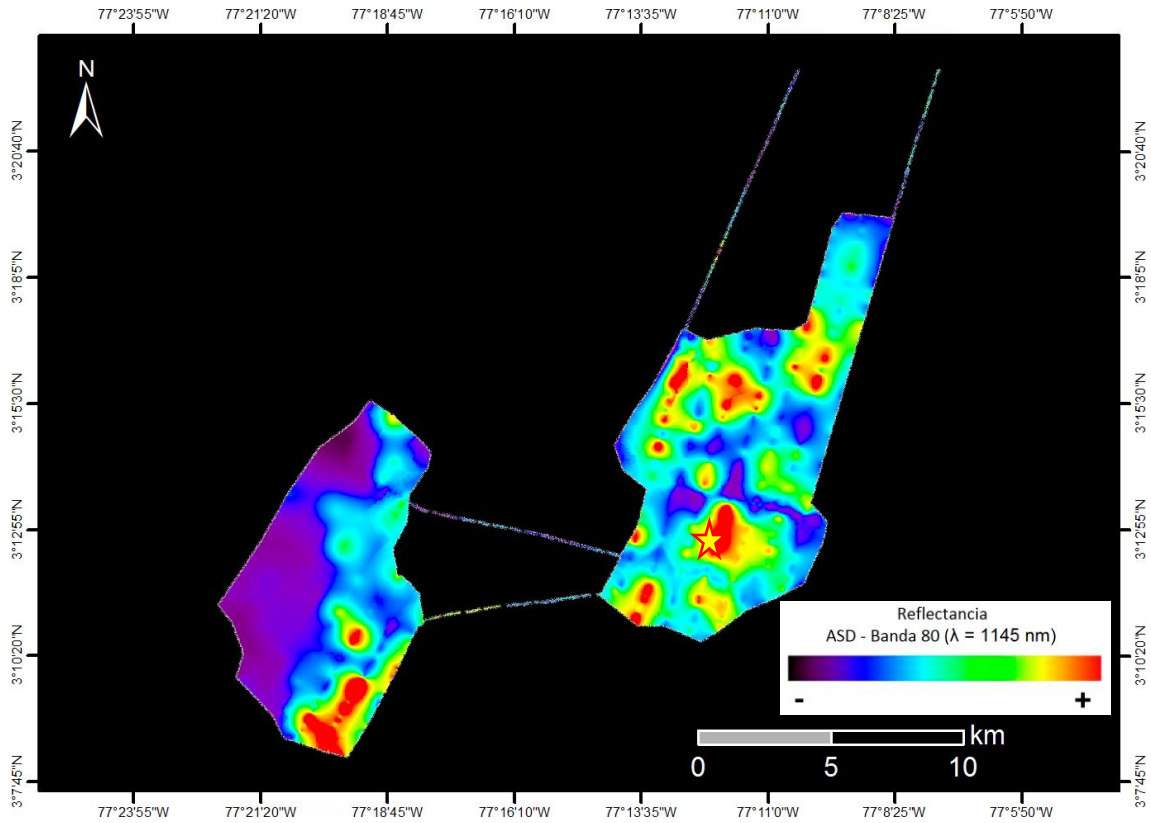 77°23'55"W 77°21'20"W 77°18'45"W 77°16'10"W 77°13'35"W 77°11'0"W 77°8'25"W 77°5'50"W
N
3°20'40"N 3°20'40"N
3°18'5"N 3°18'5"N
3°15'30"N 3°15'30"N
3°12'55"N 3°12'55"N
Reflectancia
ASD - Banda 80 (λ = 1145 nm)
3°10'20"N 3°10'20"N
- +
km
0 5 10
3°7'45"N 3°7'45"N
77°23'55"W 77°21'20"W 77°18'45"W 77°16'10"W 77°13'35"W 77°11'0"W 77°8'25"W 77°5'50"W